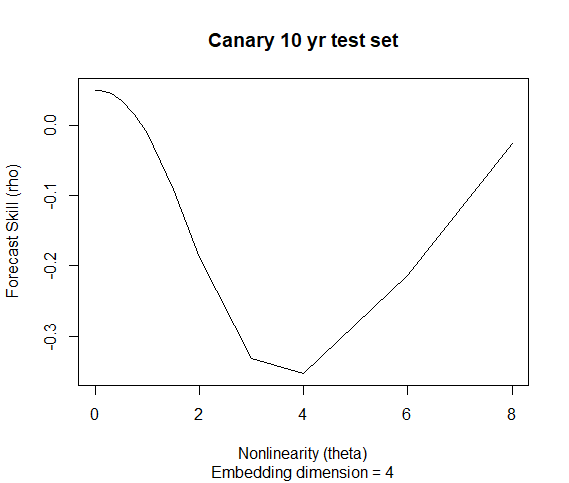 Canary 10 yr test set
Forecast Skill (rho)
0.0
-0.1
-0.2
-0.3
0 2 4 6 8
Nonlinearity (theta)
Embedding dimension = 4